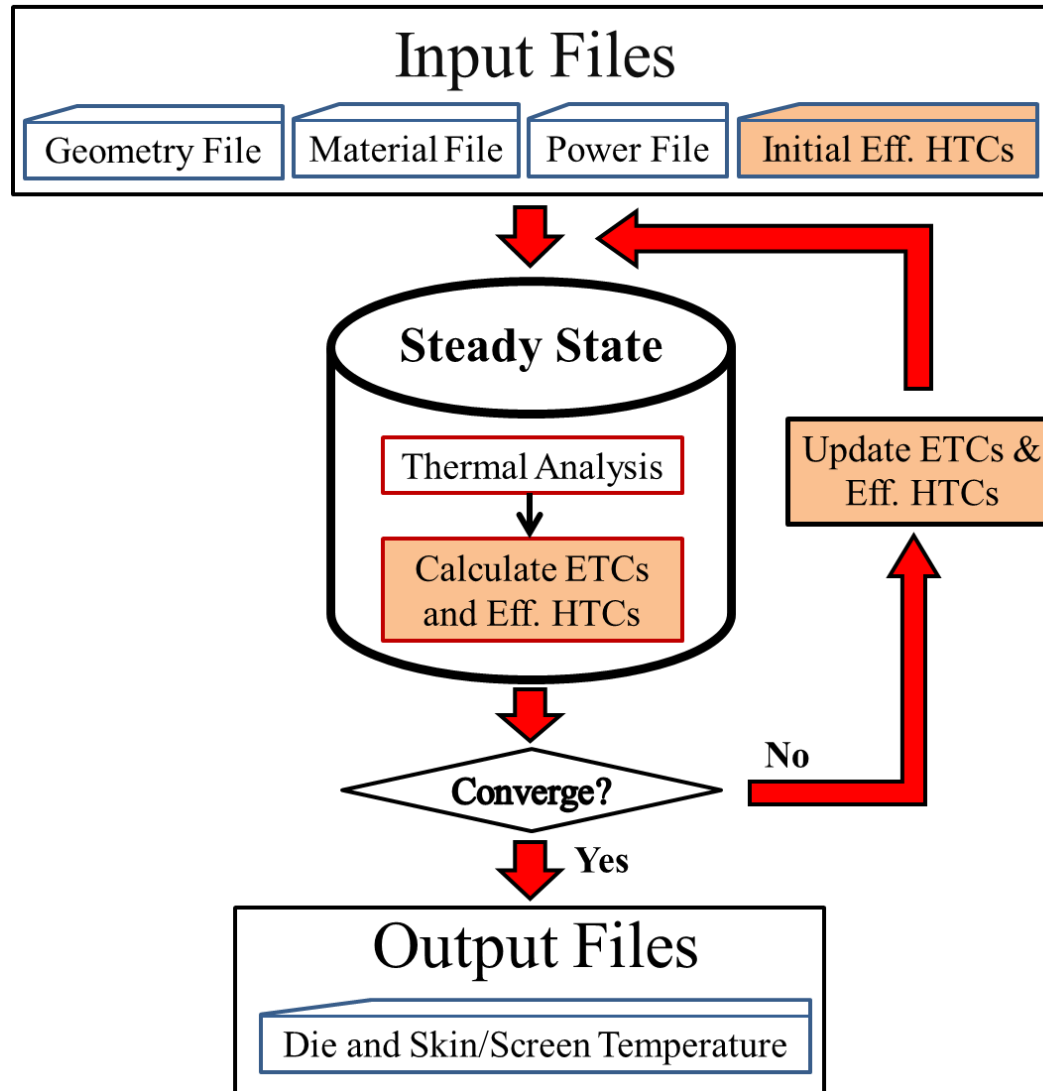 Input Files
Geometry File
Material File
Power File
Initial Eff. HTCs
Steady State
Thermal Analysis
Calculate ETCs
and Eff. HTCs
Update ETCs &
Eff. HTCs
Converge?
No
Yes
Output Files
Die and Skin/Screen Temperature